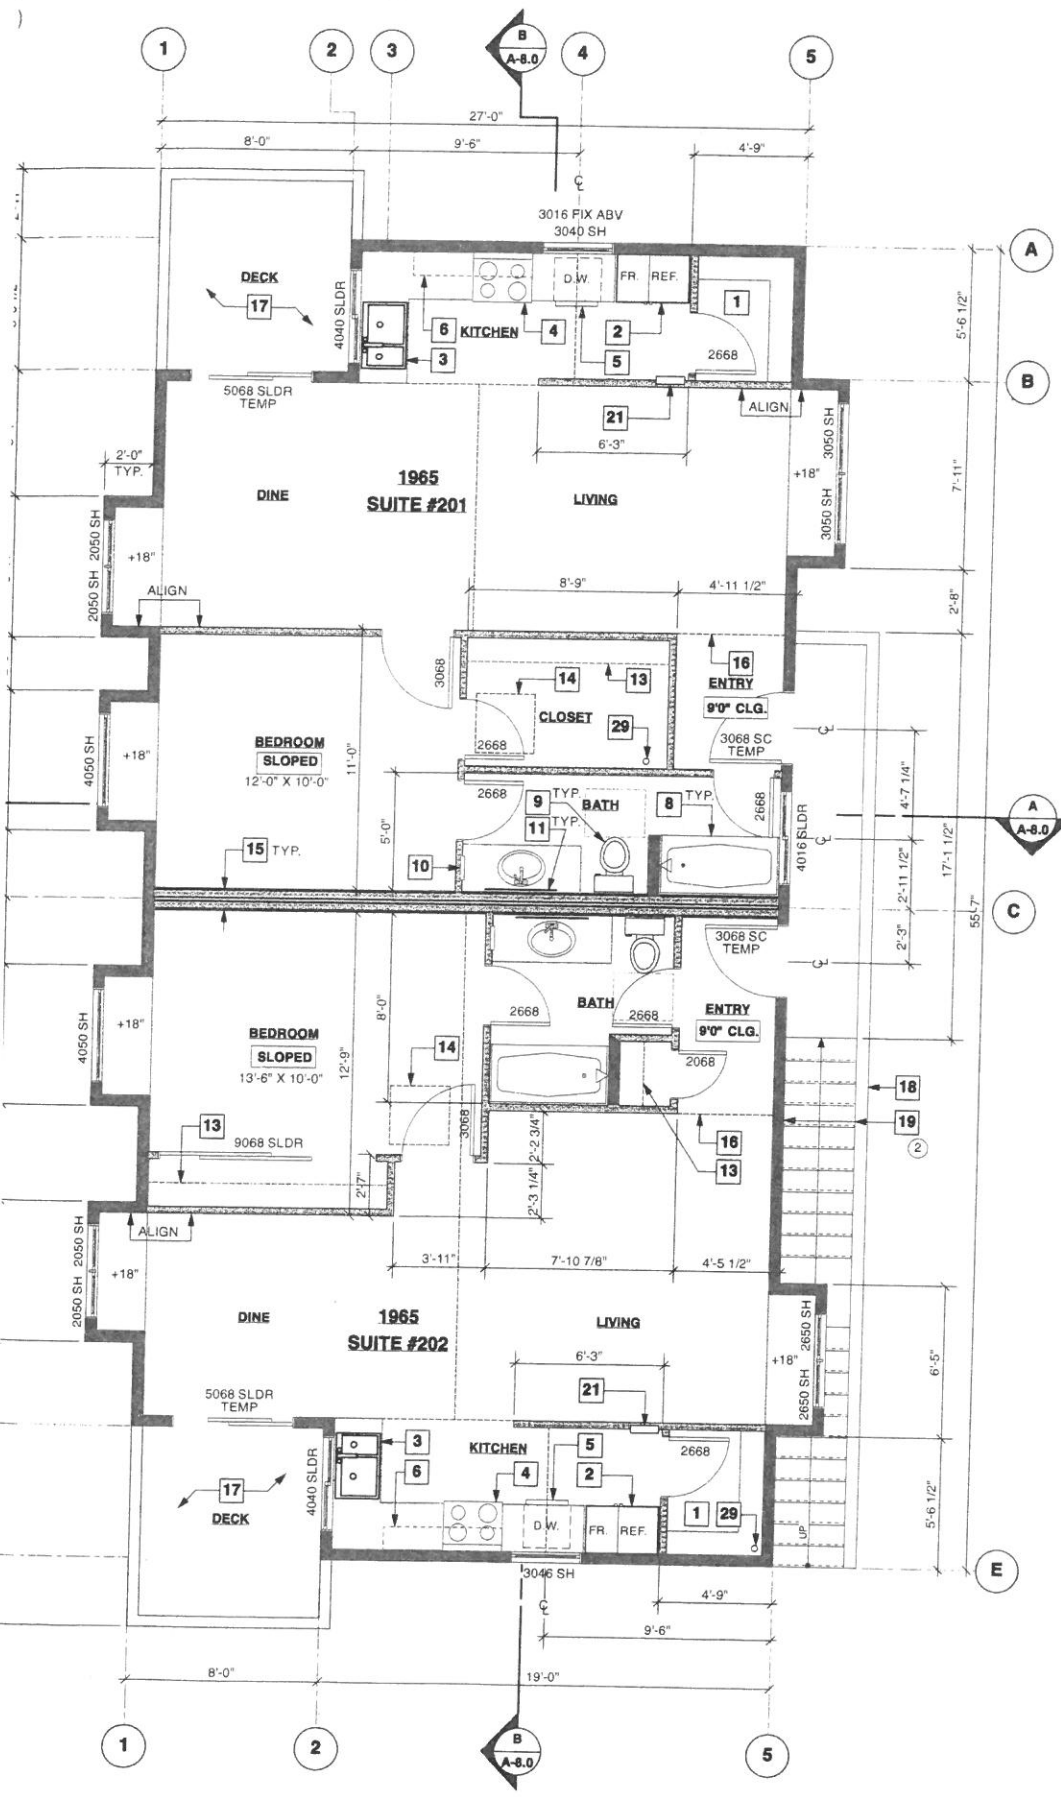 )
1
2
3
B
A-8.0
4
5
27'-0"
8'-0"
9'-6"
4'-9"
℄
3016 FIX ABV
3040 SH
A
DECK
17
4040 SLDR
6
KITCHEN
4
D.W.
FR.
REF.
2
5
3
1
2668
5'-6 1/2"
B
5068 SLDR
TEMP
21
ALIGN
6'-3"
3050 SH
3050 SH
+18"
7'-11"
2'-0"
TYP.
1965
SUITE #201
DINE
LIVING
2050 SH
2050 SH
+18"
ALIGN
8'-9"
4'-11 1/2"
2'-8"
3068
14
13
16
ENTRY
9'0" CLG.
CLOSET
29
3068 SC
TEMP
℄
4050 SH
+18"
BEDROOM
SLOPED
12'-0" X 10'-0"
11'-0"
2668
2668
9
TYP.
BATH
8
TYP.
11
TYP.
2668
4016 SLDR
℄
4'-7 1/4"
A
A-8.0
5'-0"
10
15
TYP.
2'-11 1/2"
17'-1 1/2"
55'-7"
C
3068 SC
TEMP
2'-3"
℄
8'-0"
BATH
2668
2668
ENTRY
9'0" CLG.
4050 SH
+18"
BEDROOM
SLOPED
13'-6" X 10'-0"
12'-9"
14
2068
18
19
2
13
9068 SLDR
3068
2'-2 3/4"
16
13
2'-7"
2'-3 1/4"
ALIGN
2050 SH
2050 SH
+18"
3'-11"
7'-10 7/8"
4'-5 1/2"
DINE
1965
SUITE #202
LIVING
2650 SH
2650 SH
+18"
6'-5"
6'-3"
5068 SLDR
TEMP
21
3
KITCHEN
5
2668
6
4
2
4040 SLDR
17
DECK
D.W.
FR.
REF.
1
29
UP
5'-6 1/2"
E
3046 SH
℄
4'-9"
9'-6"
8'-0"
19'-0"
1
2
B
A-8.0
5